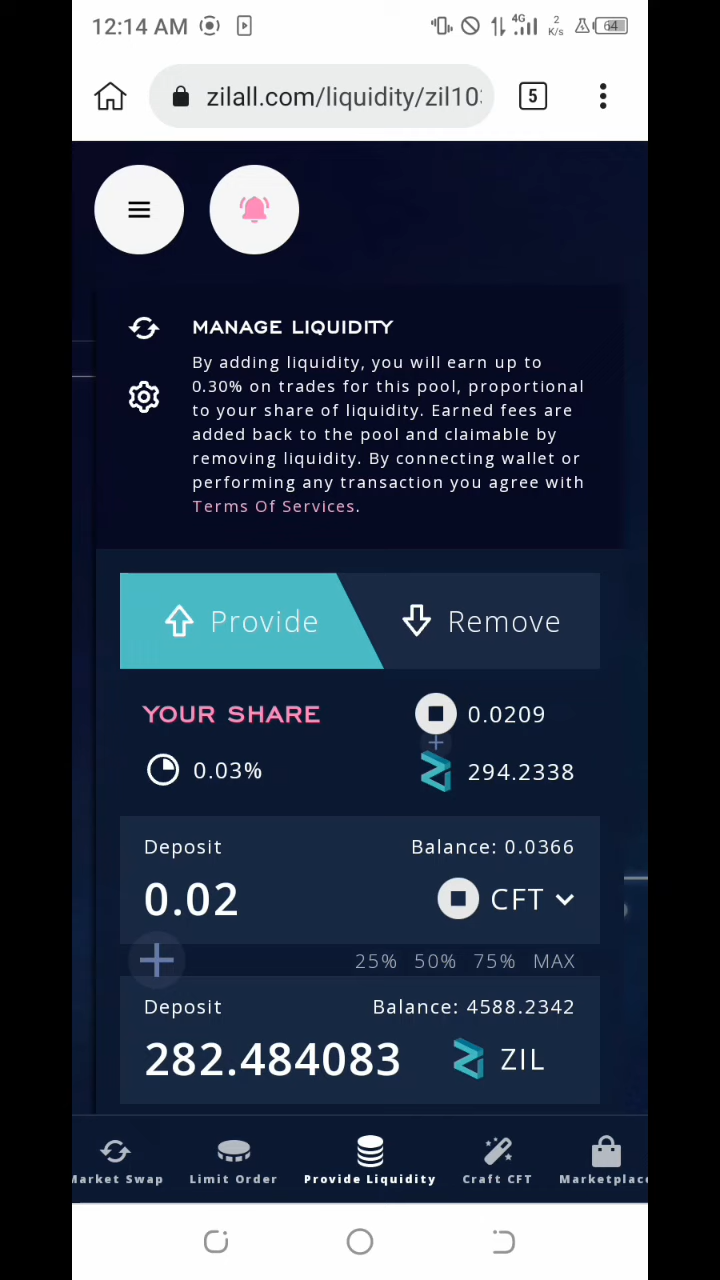 12:14 AM 4G 2 K/s 64
zilall.com/liquidity/zil10 5
MANAGE LIQUIDITY
By adding liquidity, you will earn up to
0.30% on trades for this pool, proportional
to your share of liquidity. Earned fees are
added back to the pool and claimable by
removing liquidity. By connecting wallet or
performing any transaction you agree with
Terms Of Services.
Provide Remove
YOUR SHARE 0.0209
+
0.03% 294.2338
Deposit Balance: 0.0366
0.02 CFT
25% 50% 75% MAX
Deposit Balance: 4588.2342
282.484083 ZIL
Market Swap Limit Order Provide Liquidity Craft CFT Marketplac